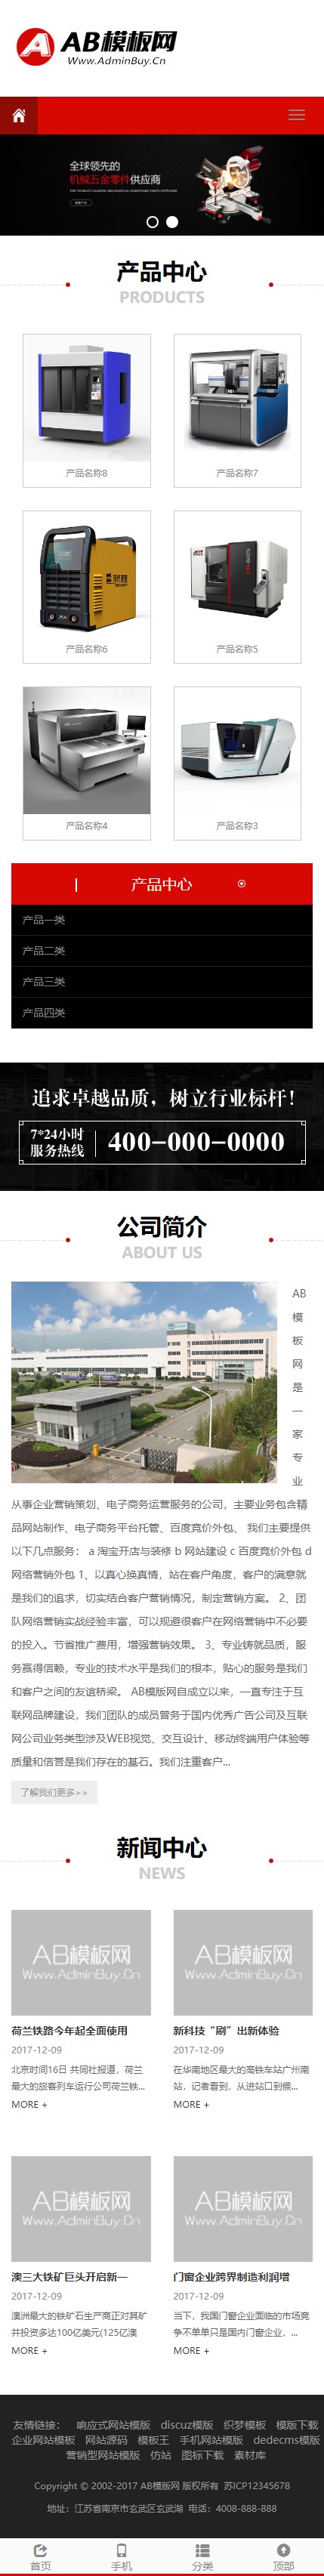 AB模板网
Www.AdminBuy.Cn
全球领先的
机械五金零件供应商
产品中心
PRODUCTS
产品名称8
产品名称7
产品名称6
产品名称5
产品名称4
产品名称3
产品中心
产品一类
产品二类
产品三类
产品四类
追求卓越品质，树立行业标杆！
7*24小时
服务热线
400-000-0000
公司简介
ABOUT US
AB
模
板
网
是
一
家
专
业
从事企业营销策划、电子商务运营服务的公司，主要业务包含精
品网站制作、电子商务平台托管、百度竞价外包、 我们主要提供
以下几点服务： a 淘宝开店与装修 b 网站建设 c 百度竞价外包 d
网络营销外包 1、以真心换真情，站在客户角度，客户的满意就
是我们的追求，切实结合客户营销情况，制定营销方案。 2、团
队网络营销实战经验丰富，可以规避很客户在网络营销中不必要
的投入。节省推广费用，增强营销效果。 3、专业铸就品质，服
务赢得信赖，专业的技术水平是我们的根本，贴心的服务是我们
和客户之间的友谊桥梁。 AB模版网自成立以来，一直专注于互
联网品牌建设，我们团队的成员曾务于国内优秀广告公司及互联
网公司业务类型涉及WEB视觉、交互设计、移动终端用户体验等
质量和信誉是我们存在的基石。我们注重客户...
了解我们更多>>
新闻中心
NEWS
AB模板网
Www.AdminBuy.Cn
AB模板网
Www.AdminBuy.Cn
荷兰铁路今年起全面使用
2017-12-09
北京时间16日 共同社报道，荷兰
最大的旅客列车运行公司荷兰铁...
MORE +
新科技“刷”出新体验
2017-12-09
在华南地区最大的高铁车站广州南
站，记者看到，从进站口到候...
MORE +
AB模板网
Www.AdminBuy.Cn
AB模板网
Www.AdminBuy.Cn
澳三大铁矿巨头开启新一
2017-12-09
澳洲最大的铁矿石生产商正对其矿
井投资多达100亿美元(125亿澳
MORE +
门窗企业跨界制造利润增
2017-12-09
当下，我国门窗企业面临的市场竞
争不单单只是国内门窗企业，...
MORE +
友情链接： 响应式网站模版 discuz模版 织梦模板 模版下载
企业网站模板 网站源码 模板王 手机网站模版 dedecms模版
营销型网站模版 仿站 图标下载 素材库
Copyright © 2002-2017 AB模版网 版权所有 苏ICP12345678
地址：江苏省南京市玄武区玄武湖 电话：4008-888-888
首页
手机
分类
顶部